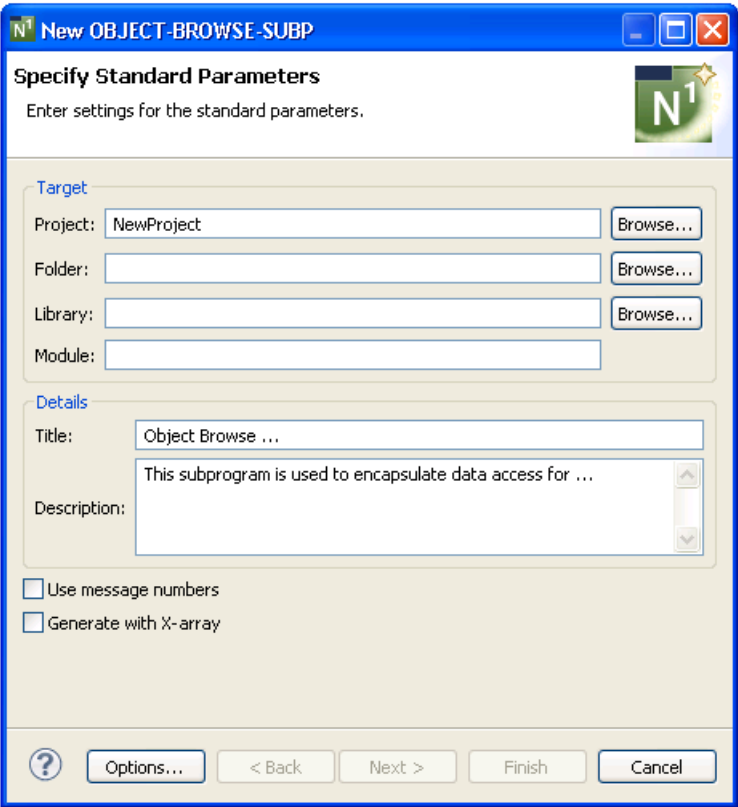 N1 New OBJECT-BROWSE-SUBP
Specify Standard Parameters
Enter settings for the standard parameters.
N1
Target
Project: NewProject Browse...
Folder: Browse...
Library: Browse...
Module:
Details
Title: Object Browse ...
This subprogram is used to encapsulate data access for ...
Description:
Use message numbers
Generate with X-array
? Options... < Back Next > Finish Cancel